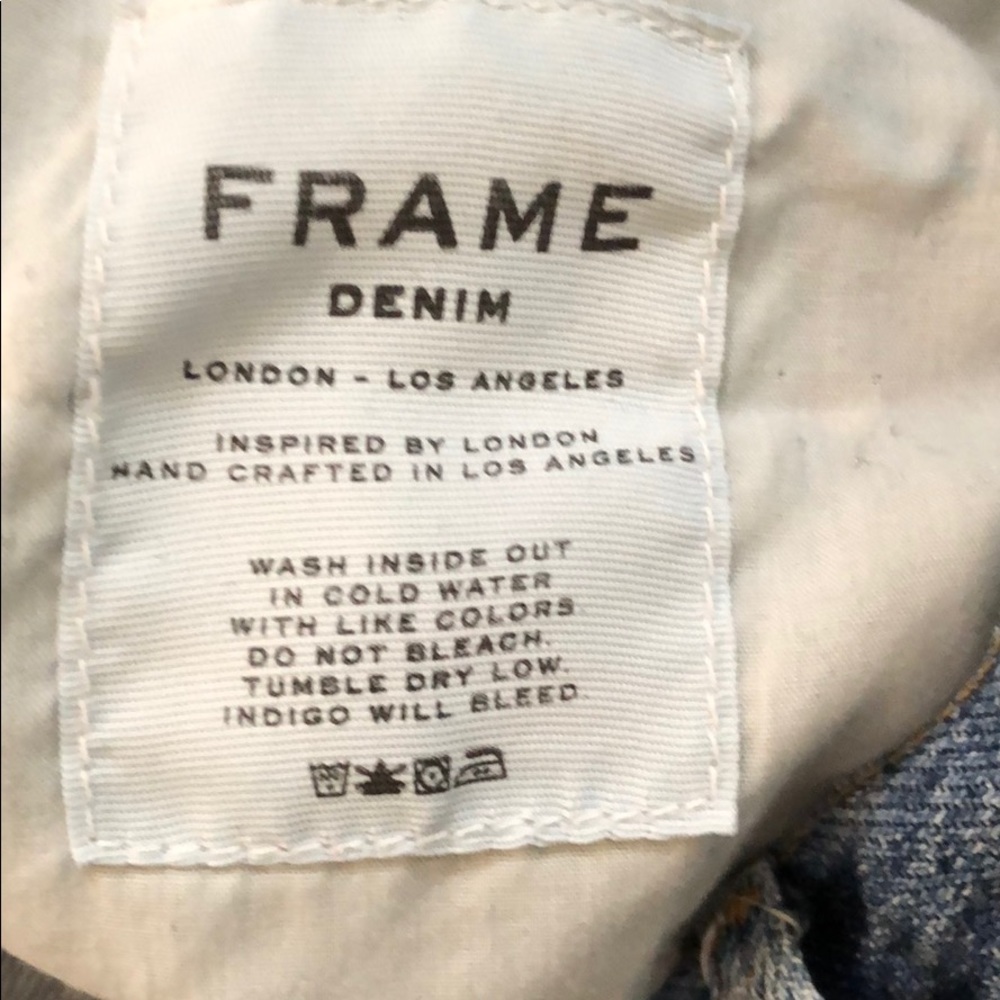 FRAME
DENIM
LONDON - LOS ANGELES
INSPIRED BY LONDON
HAND CRAFTED IN LOS ANGELES
WASH INSIDE OUT
IN COLD WATER
WITH LIKE COLORS
DO NOT BLEACH.
TUMBLE DRY LOW.
INDIGO WILL BLEED.